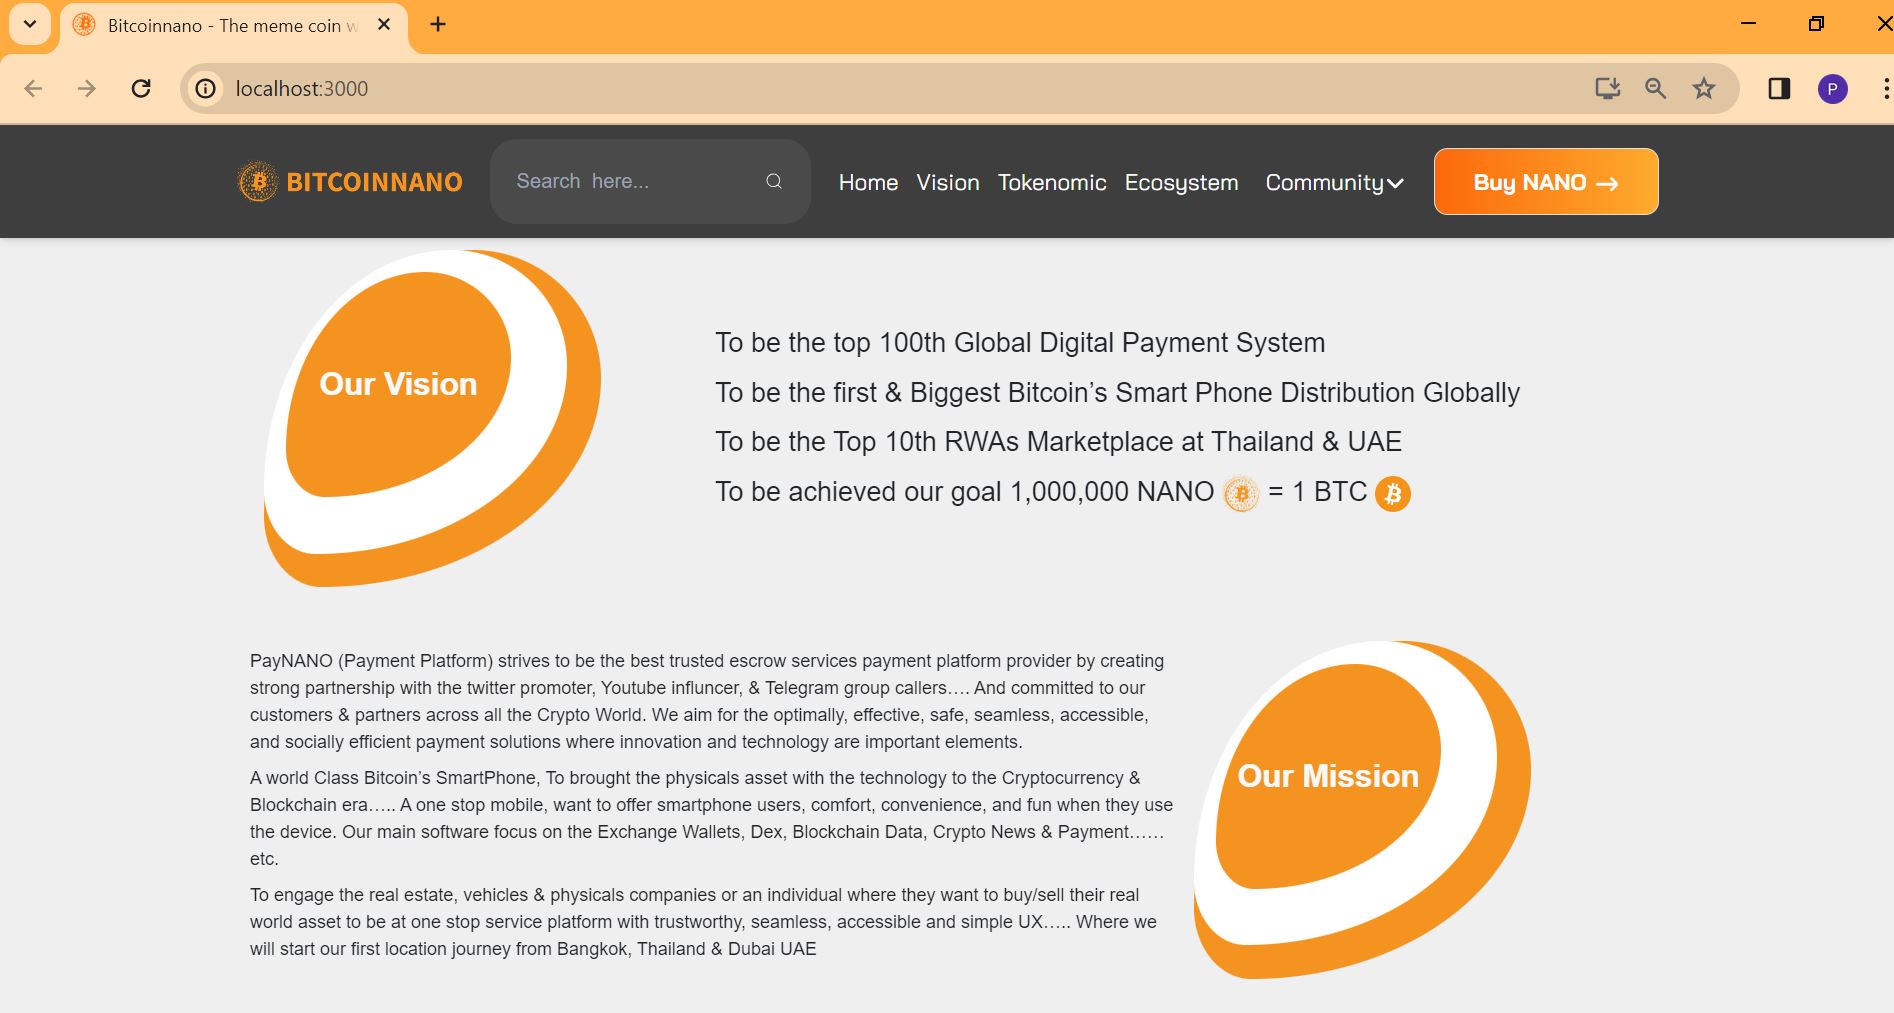 Bitcoinnano - The meme coin w
localhost:3000
P
BITCOINNANO
Search here...
Home Vision Tokenomic Ecosystem Community
Buy NANO →
Our Vision
To be the top 100th Global Digital Payment System
To be the first & Biggest Bitcoin’s Smart Phone Distribution Globally
To be the Top 10th RWAs Marketplace at Thailand & UAE
To be achieved our goal 1,000,000 NANO = 1 BTC
PayNANO (Payment Platform) strives to be the best trusted escrow services payment platform provider by creating
strong partnership with the twitter promoter, Youtube influncer, & Telegram group callers…. And committed to our
customers & partners across all the Crypto World. We aim for the optimally, effective, safe, seamless, accessible,
and socially efficient payment solutions where innovation and technology are important elements.
A world Class Bitcoin’s SmartPhone, To brought the physicals asset with the technology to the Cryptocurrency &
Blockchain era….. A one stop mobile, want to offer smartphone users, comfort, convenience, and fun when they use
the device. Our main software focus on the Exchange Wallets, Dex, Blockchain Data, Crypto News & Payment……
etc.
To engage the real estate, vehicles & physicals companies or an individual where they want to buy/sell their real
world asset to be at one stop service platform with trustworthy, seamless, accessible and simple UX….. Where we
will start our first location journey from Bangkok, Thailand & Dubai UAE
Our Mission